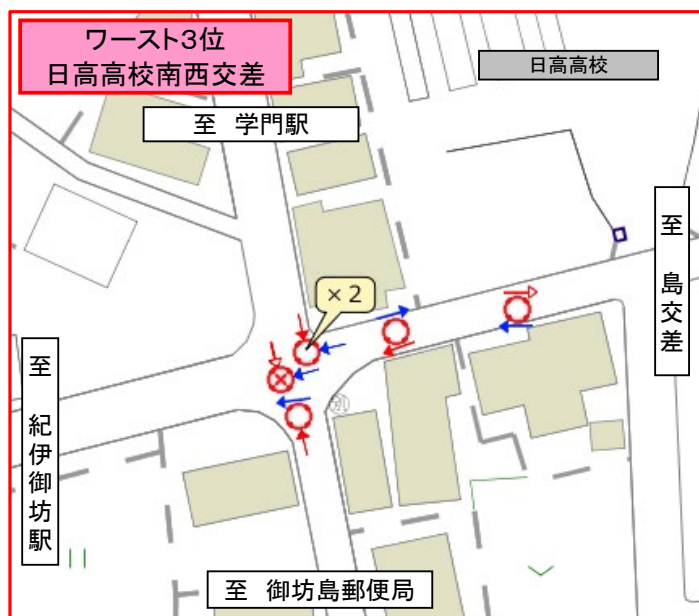 ワースト3位
日高高校南西交差
日高高校
至 学門駅
×2
至 島交差
至 紀伊御坊駅
至 御坊島郵便局